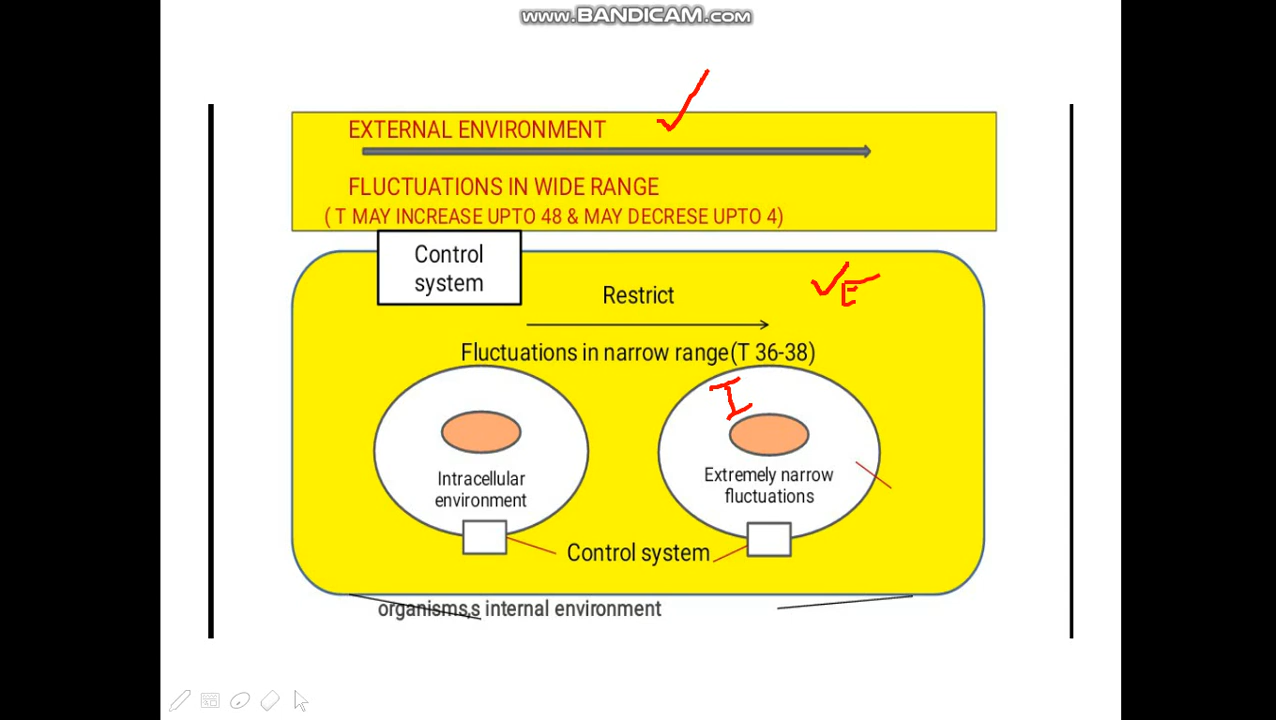 www.BANDICAM.com
EXTERNAL ENVIRONMENT
FLUCTUATIONS IN WIDE RANGE
( T MAY INCREASE UPTO 48 & MAY DECRESE UPTO 4)
Control
system
Restrict
E
Fluctuations in narrow range(T 36-38)
I
Intracellular
environment
Extremely narrow
fluctuations
Control system
organisms,s internal environment